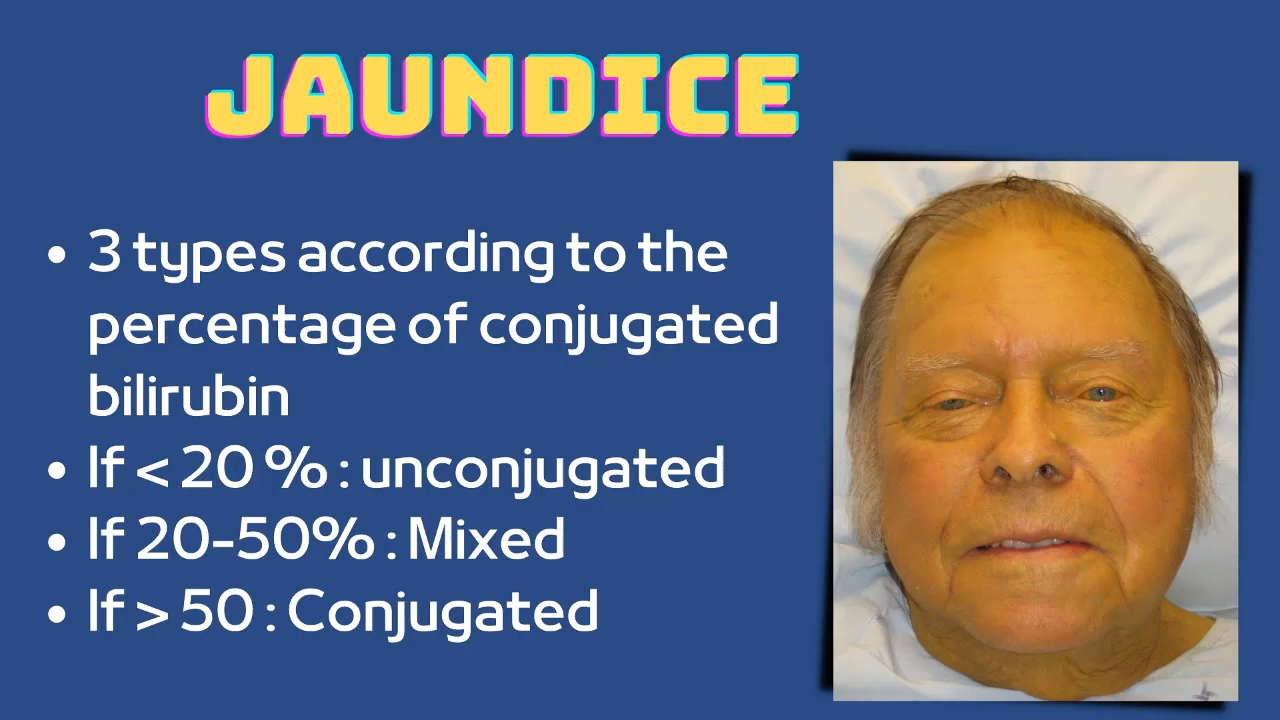 JAUNDICE
• 3 types according to the
percentage of conjugated
bilirubin
• If < 20 % : unconjugated
• If 20-50% : Mixed
• If > 50 : Conjugated